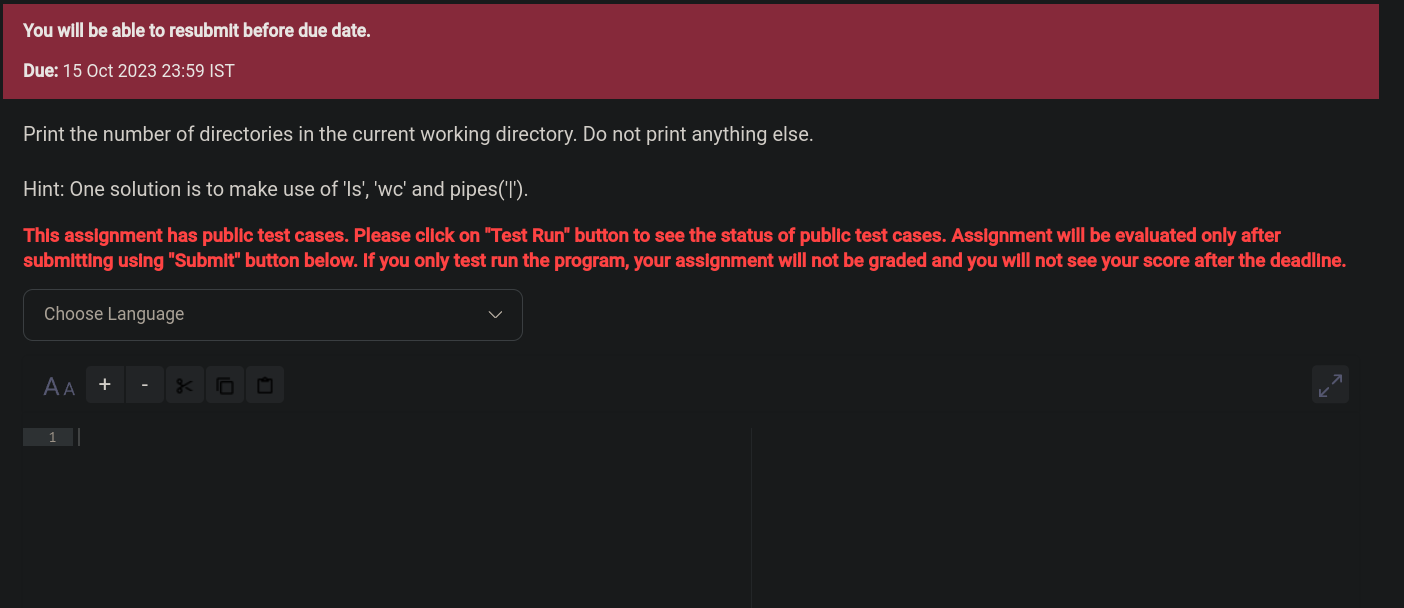 You will be able to resubmit before due date.
Due: 15 Oct 2023 23:59 IST
Print the number of directories in the current working directory. Do not print anything else.
Hint: One solution is to make use of 'ls', 'wc' and pipes('|').
This assignment has public test cases. Please click on "Test Run" button to see the status of public test cases. Assignment will be evaluated only after
submitting using "Submit" button below. If you only test run the program, your assignment will not be graded and you will not see your score after the deadline.
Choose Language
A A + -
1